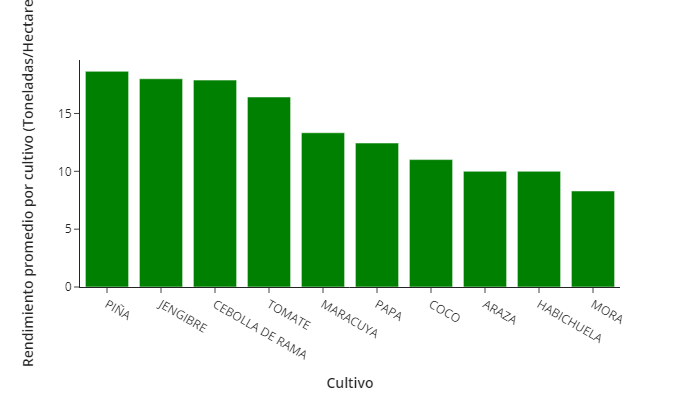 Rendimiento promedio por cultivo (Toneladas/Hectare
15
10
5
0
PIÑA
JENGIBRE
CEBOLLA DE RAMA
TOMATE
MARACUYA
PAPA
COCO
ARAZA
HABICHUELA
MORA
Cultivo